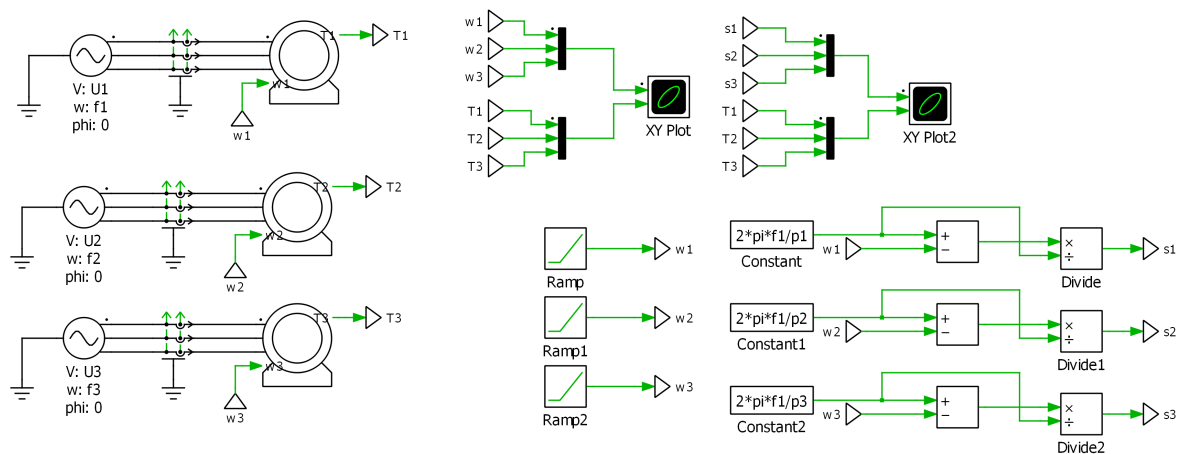 T1
T1
w1
w1
V: U1
w: f1
phi: 0
T2
T2
w2
w2
V: U2
w: f2
phi: 0
T3
T3
w3
w3
V: U3
w: f3
phi: 0
w1
w2
w3
T1
T2
T3
XY Plot
s1
s2
s3
T1
T2
T3
XY Plot2
Ramp
w1
Ramp1
w2
Ramp2
w3
2*pi*f1/p1
Constant
w1
+
−
×
÷
Divide
s1
2*pi*f1/p2
Constant1
w2
+
−
×
÷
Divide1
s2
2*pi*f1/p3
Constant2
w3
+
−
×
÷
Divide2
s3